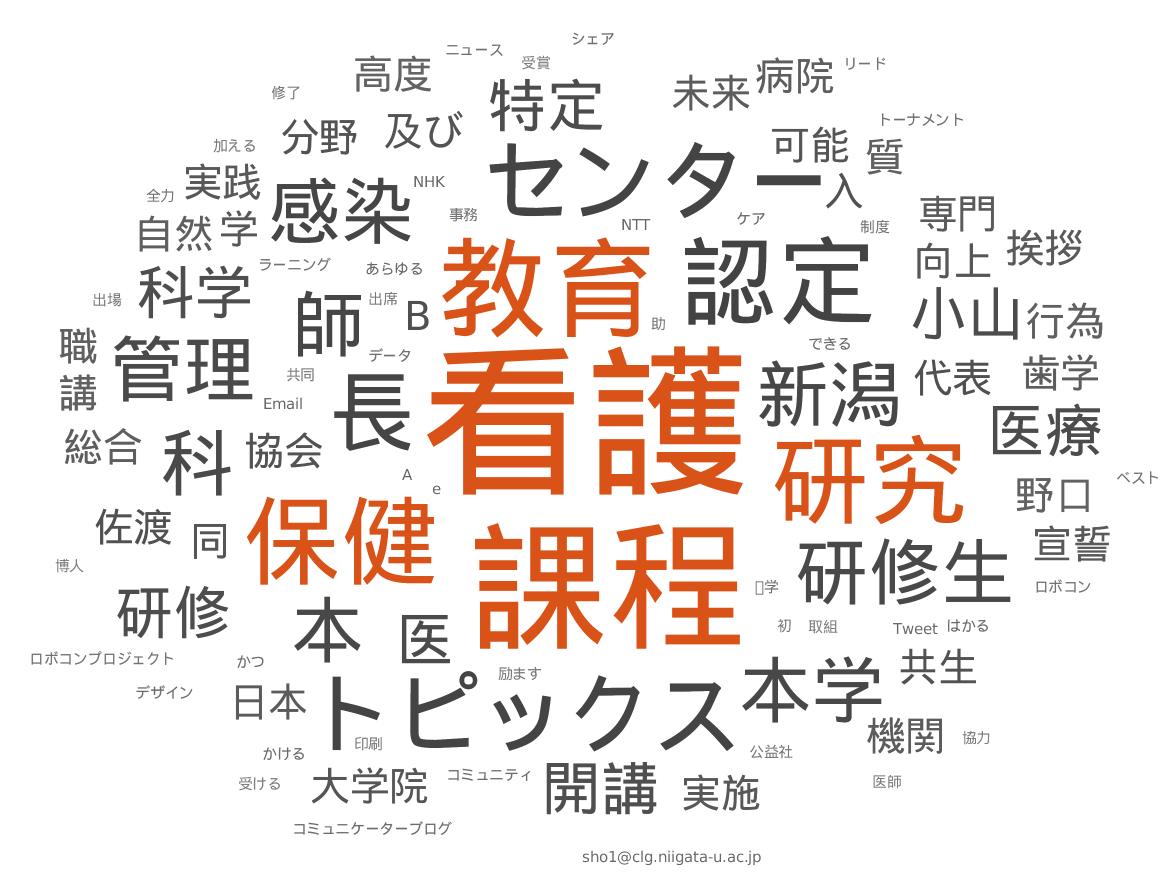 シェア
ニュース
受賞
高度
未来
病院
リード
修了
特定
分野
及び
トーナメント
可能
質
加える
センター
実践
感染
NHK
入
全力
自然
学
事務
NTT
ケア
制度
専門
向上
挨拶
ラーニング
あらゆる
教育
認定
科学
出場
師
出席
B
助
小山
行為
職
管理
データ
できる
共同
看護
新潟
代表
歯学
講
Email
長
医療
総合
科
協会
A
e
研究
ベスト
野口
佐渡
同
保健
課程
宣誓
博人
研修生
学
ロボコン
研修
本
医
初
取組
Tweet
はかる
ロボコンプロジェクト
かつ
励ます
共生
デザイン
日本
トピックス
本学
印刷
機関
協力
かける
公益社
受ける
大学院
コミュニティ
開講
実施
医師
コミュニケーターブログ
sho1@clg.niigata-u.ac.jp